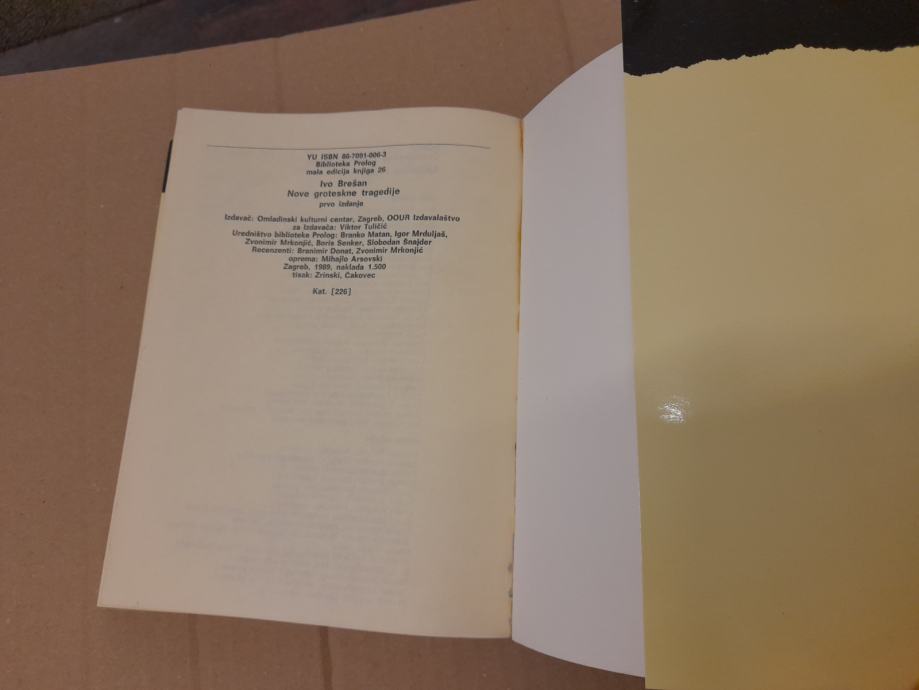 YU ISBN 86-7091-006-3
Biblioteka Prolog
mala edicija knjiga 26
Ivo Brešan
Nove groteskne tragedije
prvo izdanje
Izdavač: Omladinski kulturni centar, Zagreb, OOUR Izdavalaštvo
za Izdavača: Viktor Tuličić
Uredništvo biblioteke Prolog: Branko Matan, Igor Mrduljaš,
Zvonimir Mrkonjić, Boris Senker, Slobodan Šnajder
Recenzenti: Branimir Donat, Zvonimir Mrkonjić
oprema: Mihajlo Arsovski
Zagreb, 1989, naklada 1.500
tisak: Zrinski, Čakovec
Kat. [226]